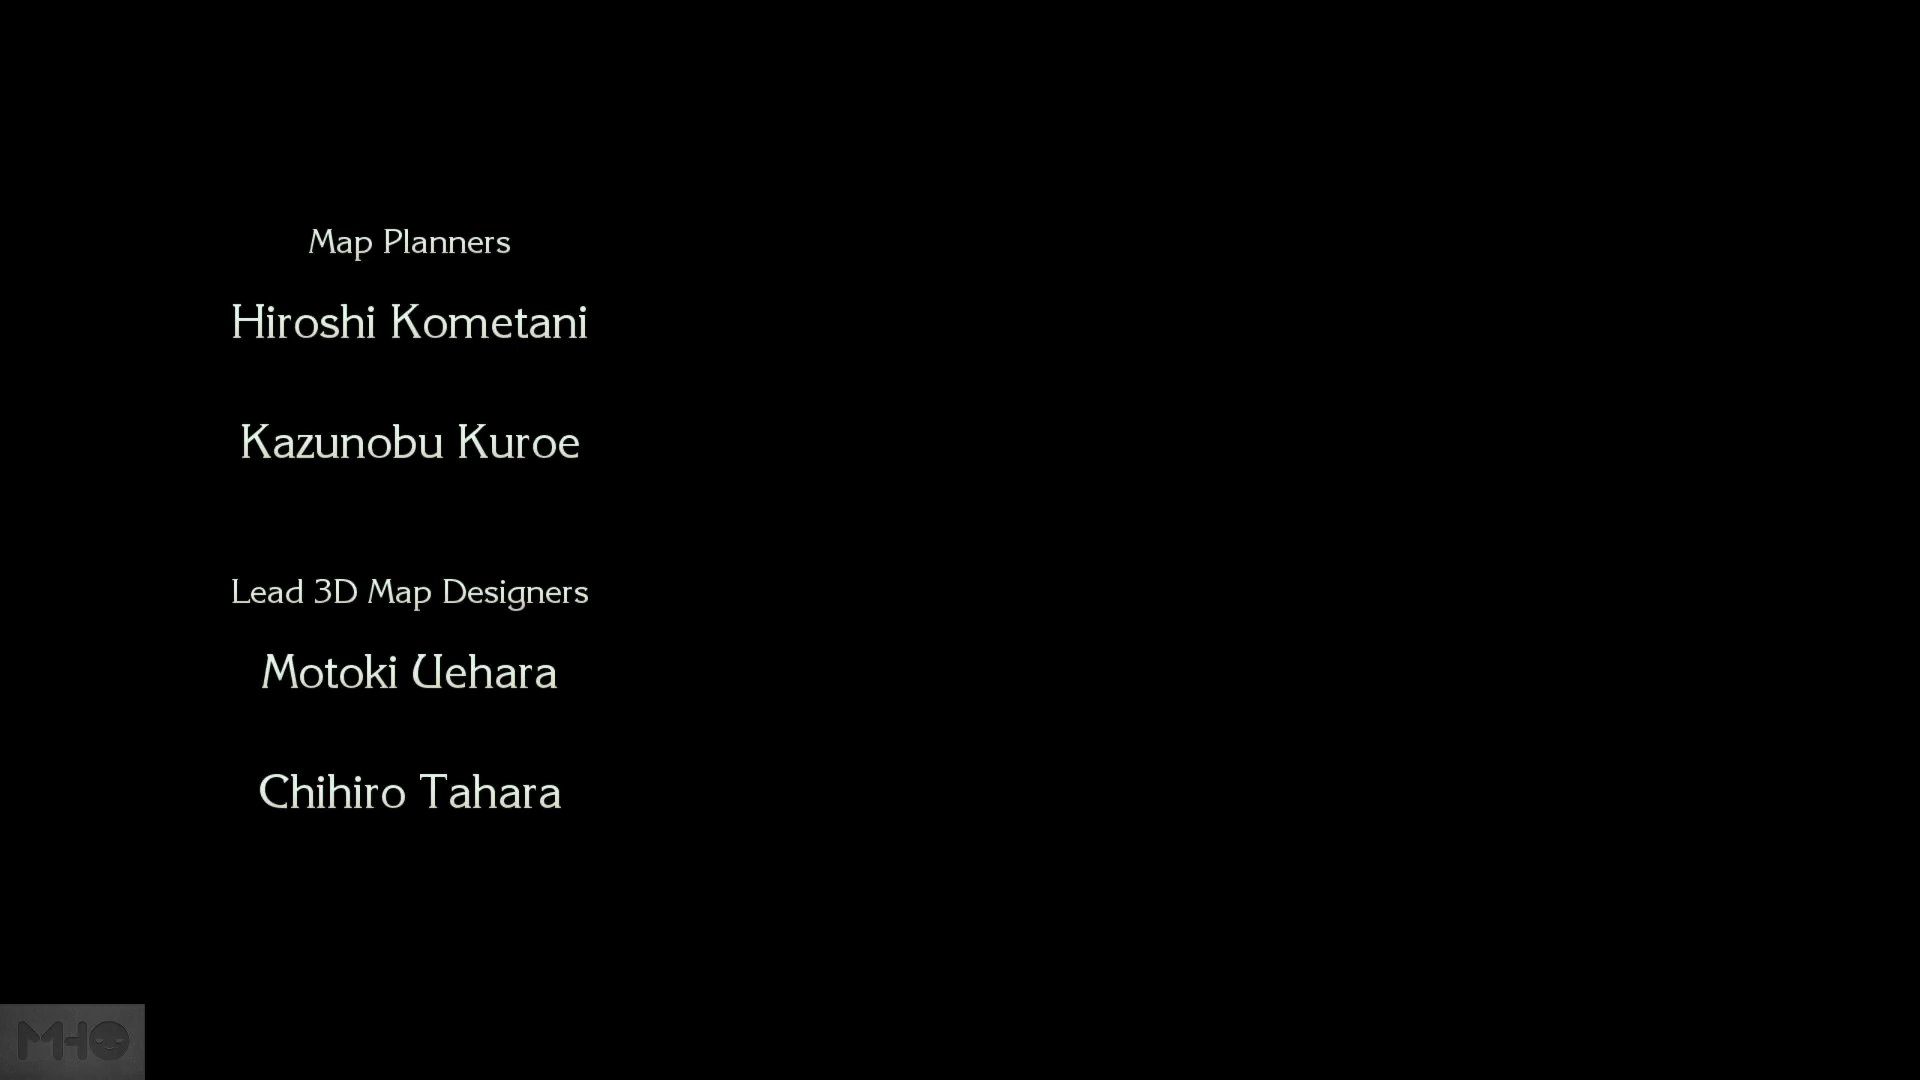 Map Planners
Hiroshi Kometani
Kazunobu Kuroe
Lead 3D Map Designers
Motoki Uehara
Chihiro Tahara
MHO